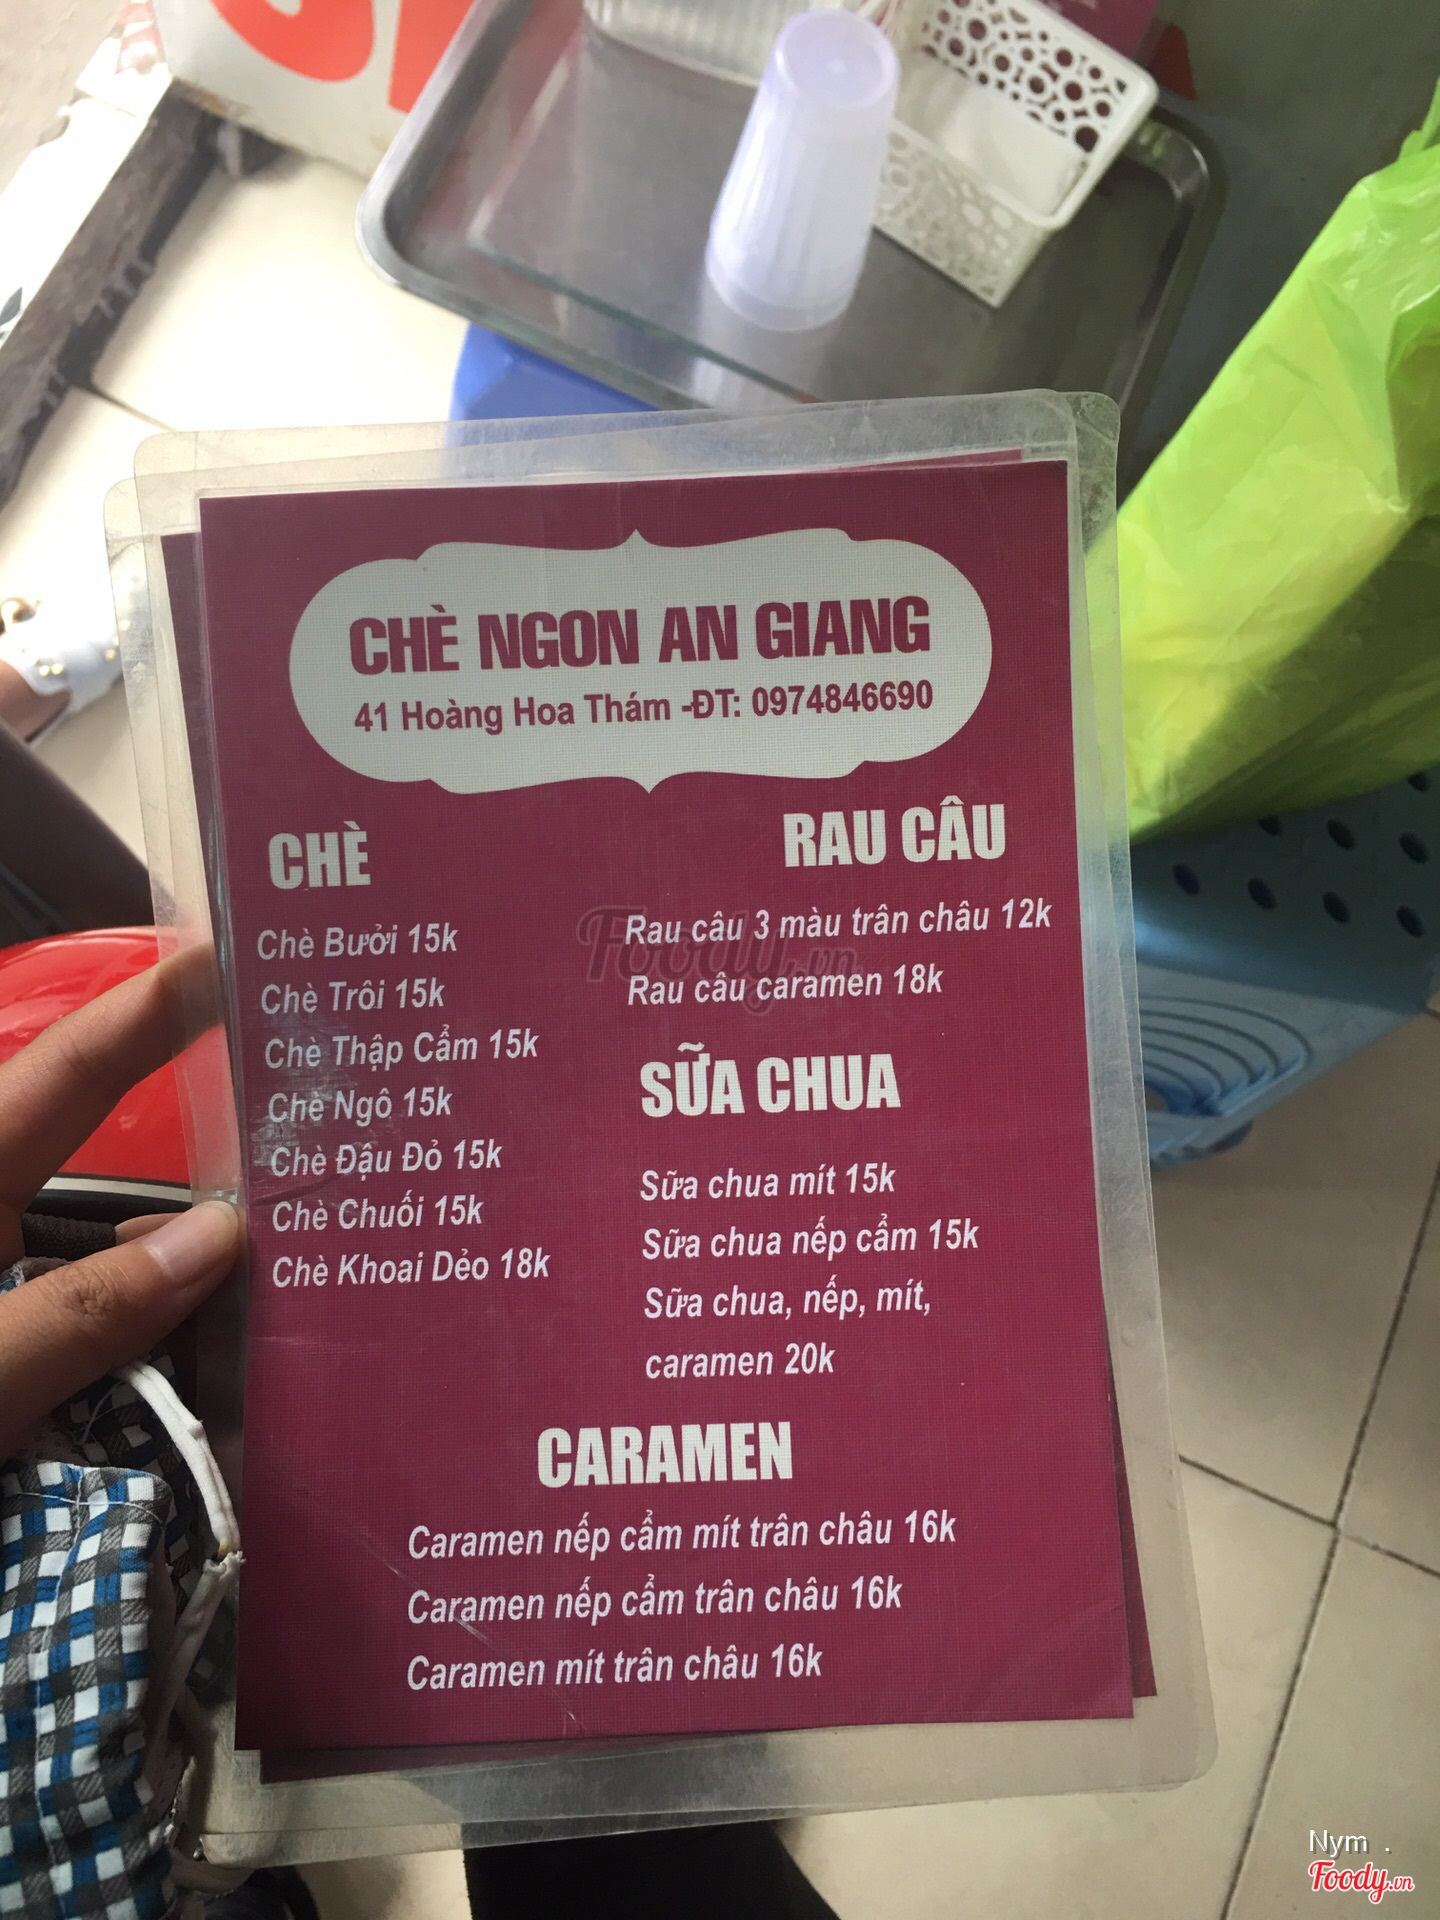 CHÈ NGON AN GIANG
41 Hoàng Hoa Thám -ĐT: 0974846690
CHÈ
Chè Bưởi 15k
Chè Trôi 15k
Chè Thập Cẩm 15k
Chè Ngô 15k
Chè Đậu Đỏ 15k
Chè Chuối 15k
Chè Khoai Dẻo 18k
RAU CÂU
Rau câu 3 màu trân châu 12k
Rau câu caramen 18k
SỮA CHUA
Sữa chua mít 15k
Sữa chua nếp cẩm 15k
Sữa chua, nếp, mít,
caramen 20k
CARAMEN
Caramen nếp cẩm mít trân châu 16k
Caramen nếp cẩm trân châu 16k
Caramen mít trân châu 16k
Foody.vn
Nym .
Foody.vn